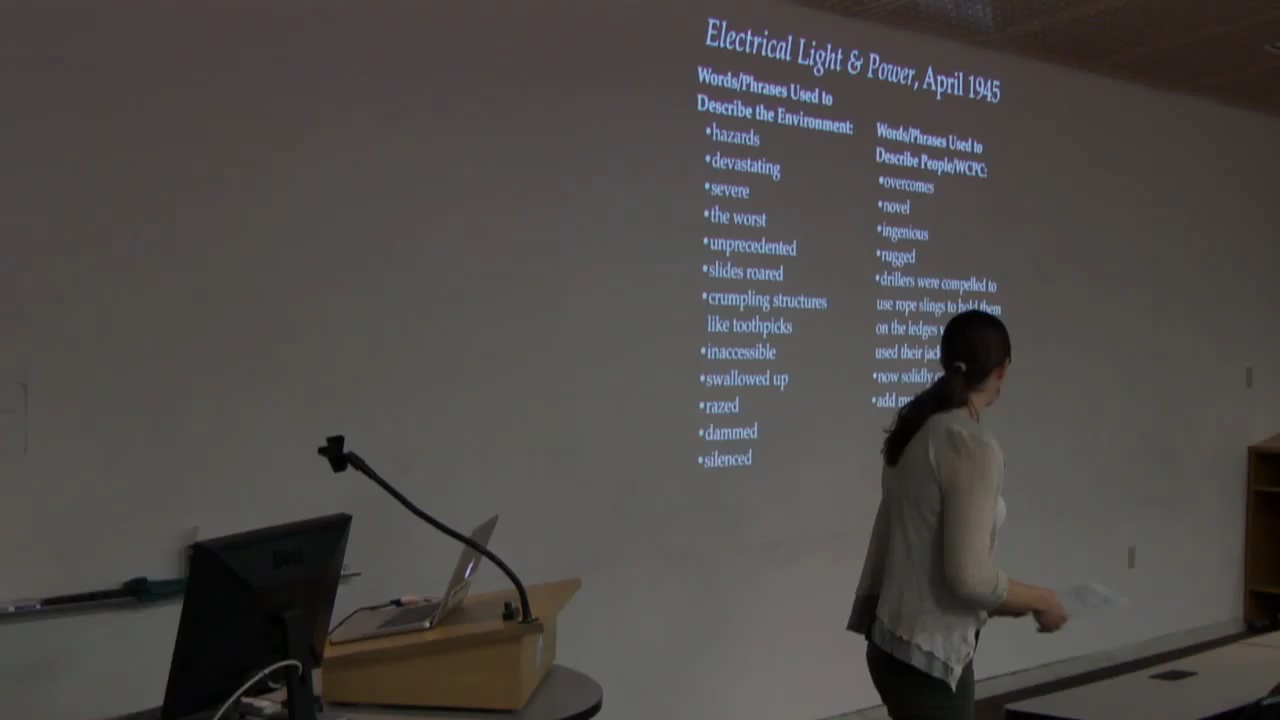 Electrical Light & Power, April 1945
Words/Phrases Used to
Describe the Environment:
•hazards
•devastating
•severe
•the worst
•unprecedented
•slides roared
•crumpling structures
like toothpicks
•inaccessible
•swallowed up
•razed
•dammed
•silenced
Words/Phrases Used to
Describe People/WCPC:
•overcomes
•novel
•ingenious
•rugged
•drillers were compelled to
use rope slings to hold them
on the ledges
used their
•now solidly
•add
DELL